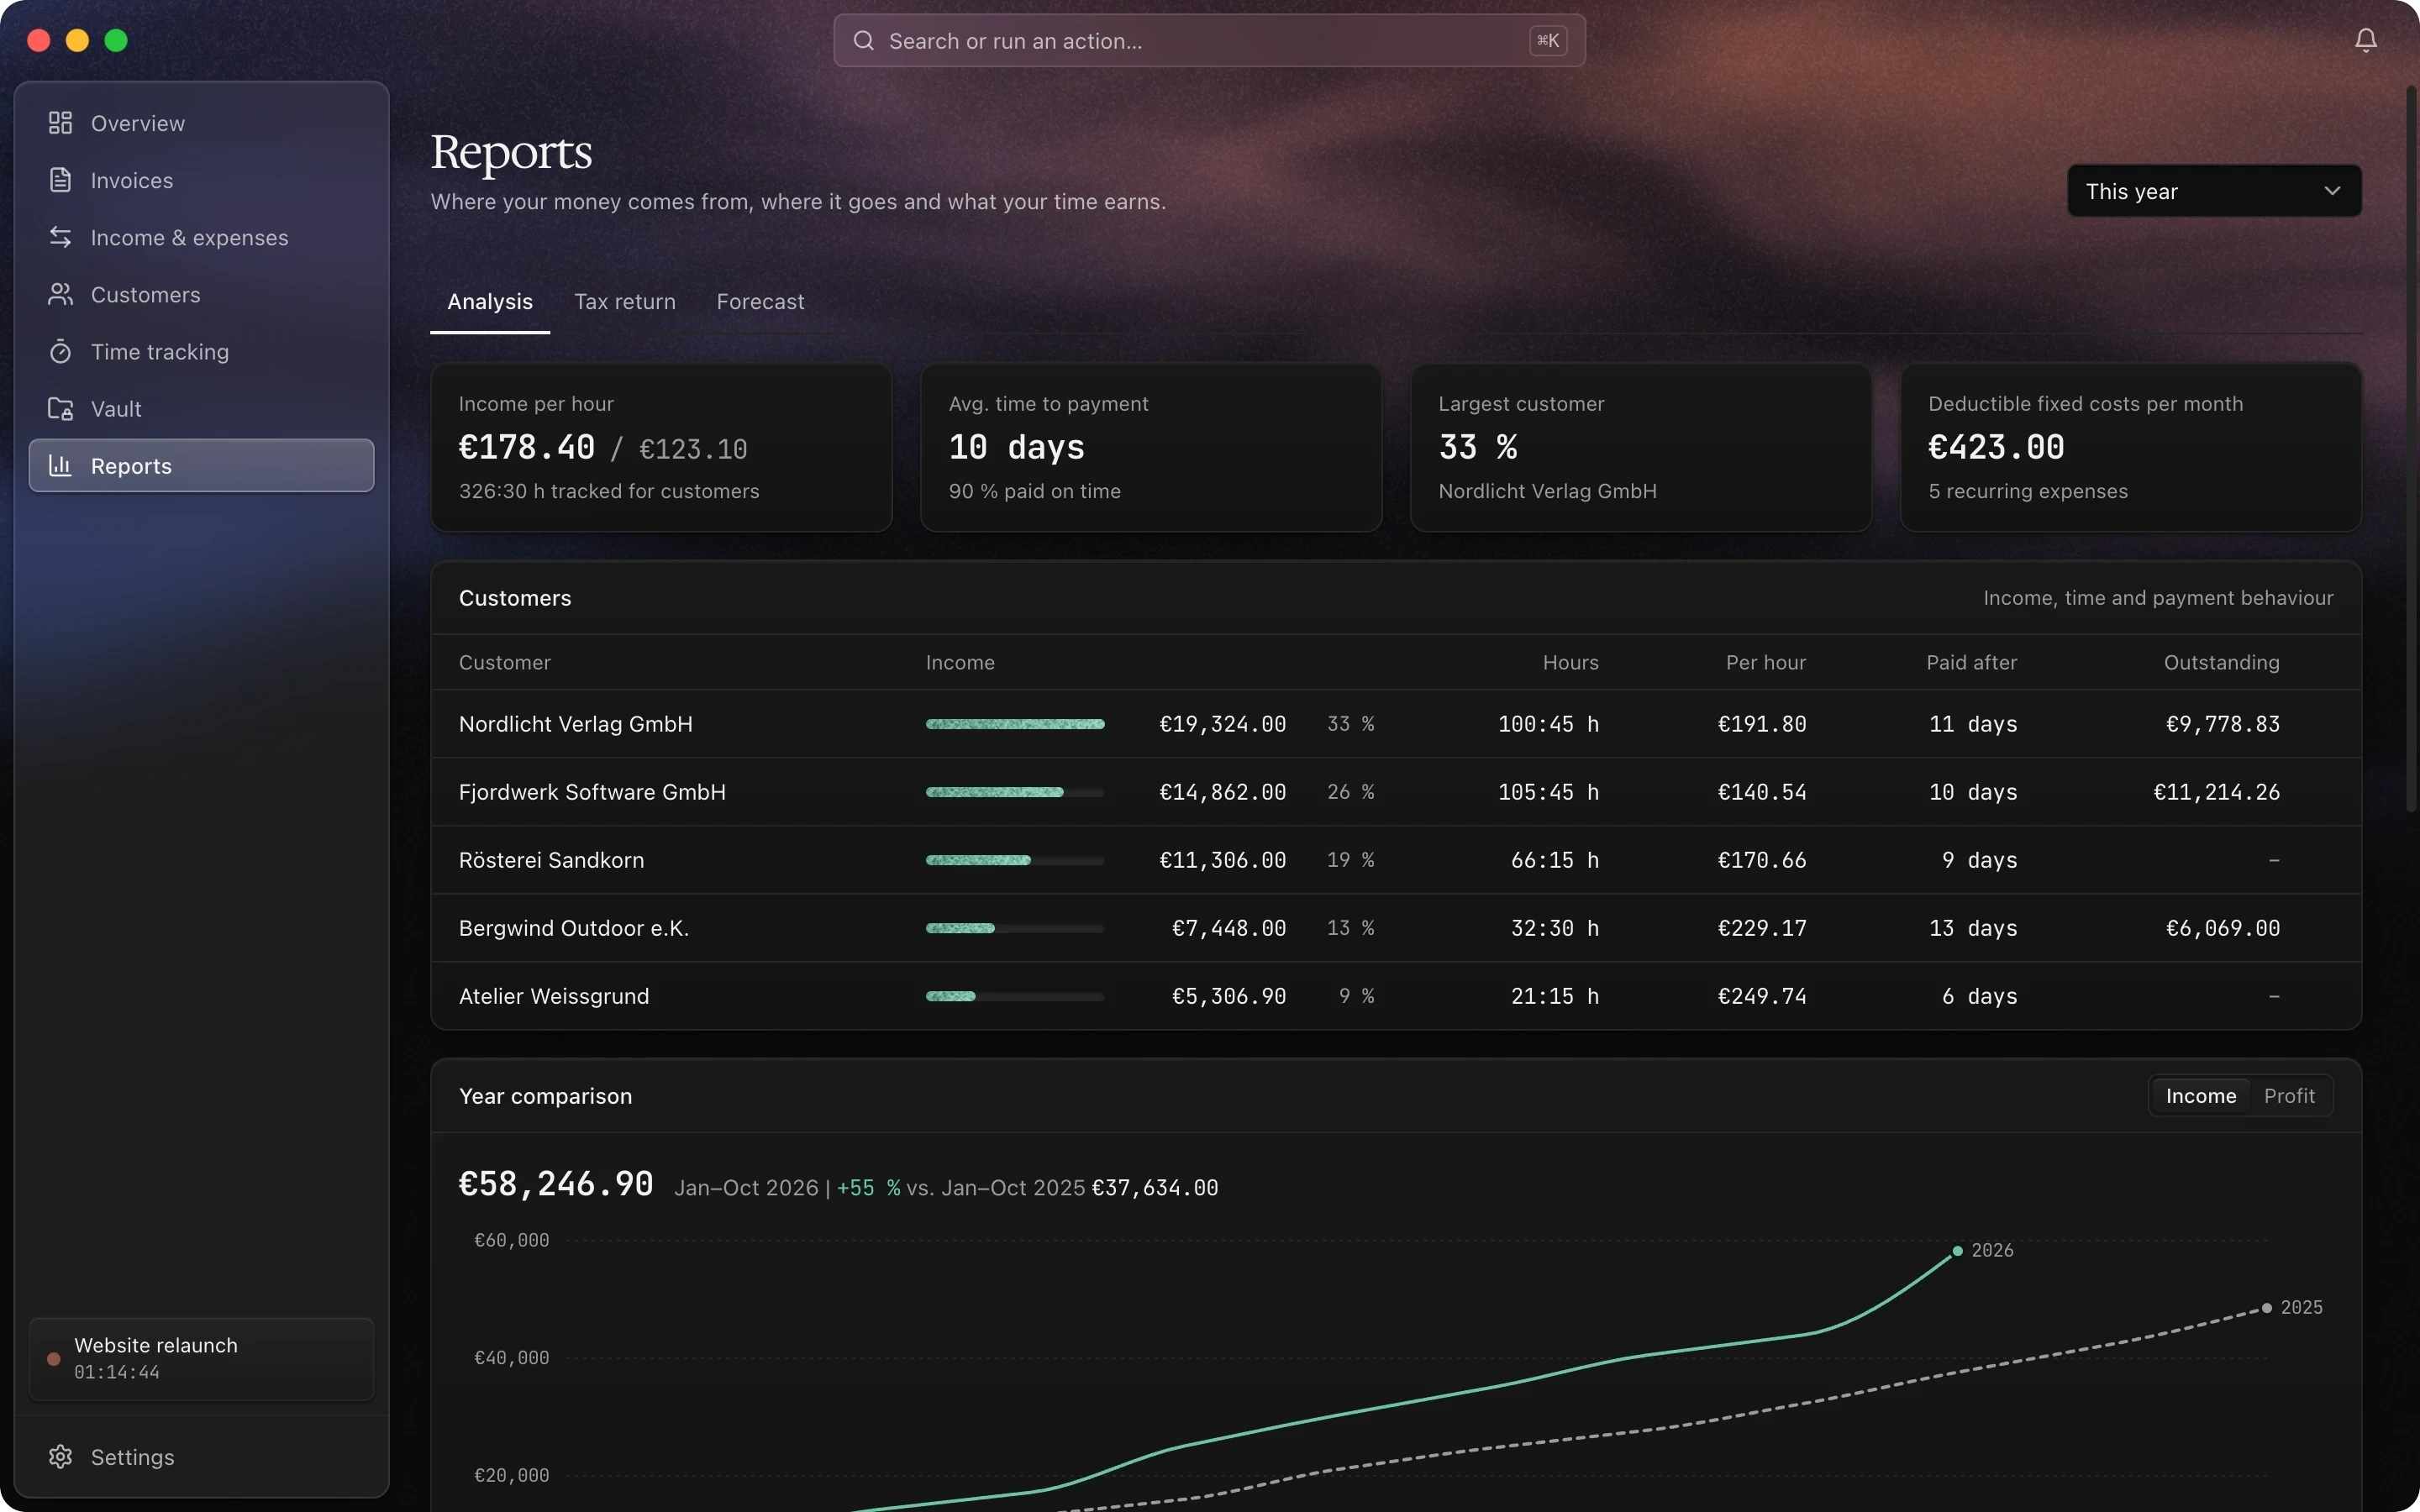 Search or run an action... ⌘K
Overview
Invoices
Income & expenses
Customers
Time tracking
Vault
Reports
Website relaunch
01:14:44
Settings
Reports
Where your money comes from, where it goes and what your time earns.
This year
Analysis Tax return Forecast
Income per hour
€178.40 / €123.10
326:30 h tracked for customers
Avg. time to payment
10 days
90 % paid on time
Largest customer
33 %
Nordlicht Verlag GmbH
Deductible fixed costs per month
€423.00
5 recurring expenses
Customers Income, time and payment behaviour
Customer Income Hours Per hour Paid after Outstanding
Nordlicht Verlag GmbH €19,324.00 33 % 100:45 h €191.80 11 days €9,778.83
Fjordwerk Software GmbH €14,862.00 26 % 105:45 h €140.54 10 days €11,214.26
Rösterei Sandkorn €11,306.00 19 % 66:15 h €170.66 9 days –
Bergwind Outdoor e.K. €7,448.00 13 % 32:30 h €229.17 13 days €6,069.00
Atelier Weissgrund €5,306.90 9 % 21:15 h €249.74 6 days –
Year comparison Income Profit
€58,246.90 Jan–Oct 2026 | +55 % vs. Jan–Oct 2025 €37,634.00
€60,000
2026
2025
€40,000
€20,000